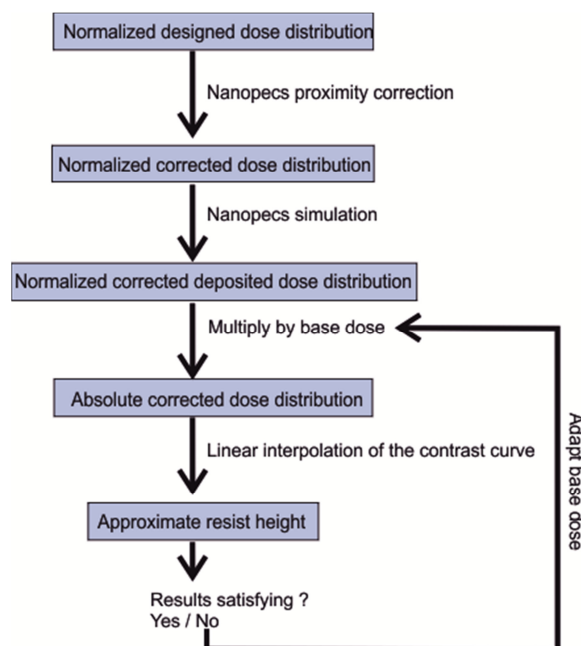 Normalized designed dose distribution
Nanopecs proximity correction
Normalized corrected dose distribution
Nanopecs simulation
Normalized corrected deposited dose distribution
Multiply by base dose
Absolute corrected dose distribution
Linear interpolation of the contrast curve
Approximate resist height
Results satisfying ?
Yes / No
Adapt base dose